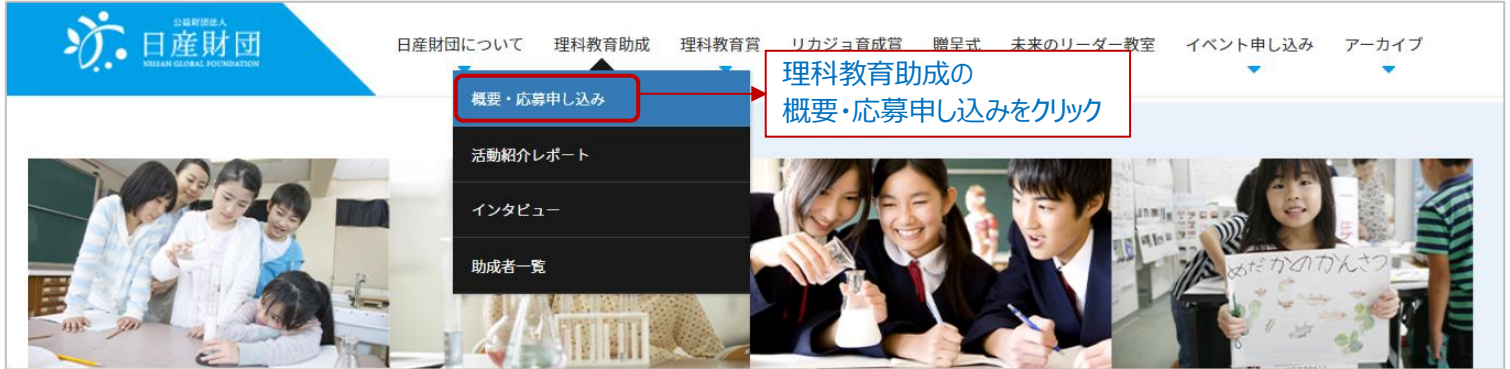 公益財団法人
日産財団
NISSAN GLOBAL FOUNDATION
日産財団について 理科教育助成 理科教育賞 リカジョ育成賞 贈呈式 未来のリーダー教室 イベント申し込み アーカイブ
概要・応募申し込み
活動紹介レポート
インタビュー
助成者一覧
理科教育助成の
概要・応募申し込みをクリック
めだかのかんさつ